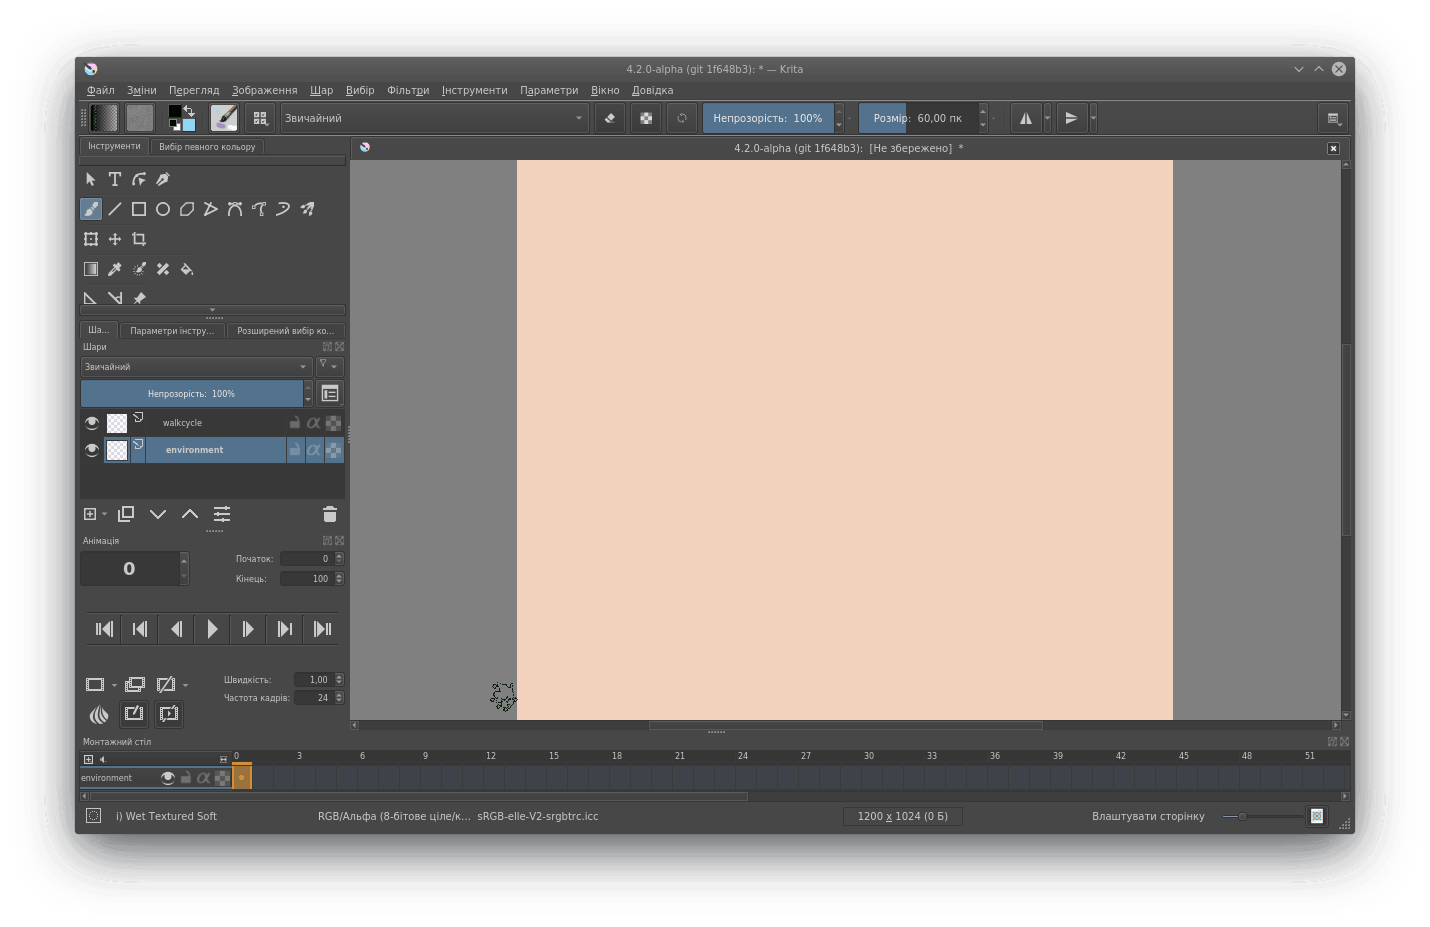 4.2.0-alpha (git 1f648b3): * — Krita
Файл Зміни Перегляд Зображення Шар Вибір Фільтри Інструменти Параметри Вікно Довідка
Звичайний Непрозорість: 100% Розмір: 60,00 пк
Інструменти Вибір певного кольору
4.2.0-alpha (git 1f648b3): [Не збережено] *
Ша... Параметри інстру... Розширений вибір ко...
Шари
Звичайний
Непрозорість: 100%
walkcycle
environment
Анімація
0
Початок: 0
Кінець: 100
Швидкість: 1,00
Частота кадрів: 24
Монтажний стіл
0 3 6 9 12 15 18 21 24 27 30 33 36 39 42 45 48 51
environment
i) Wet Textured Soft RGB/Альфа (8-бітове ціле/к... sRGB-elle-V2-srgbtrc.icc 1200 x 1024 (0 Б) Влаштувати сторінку